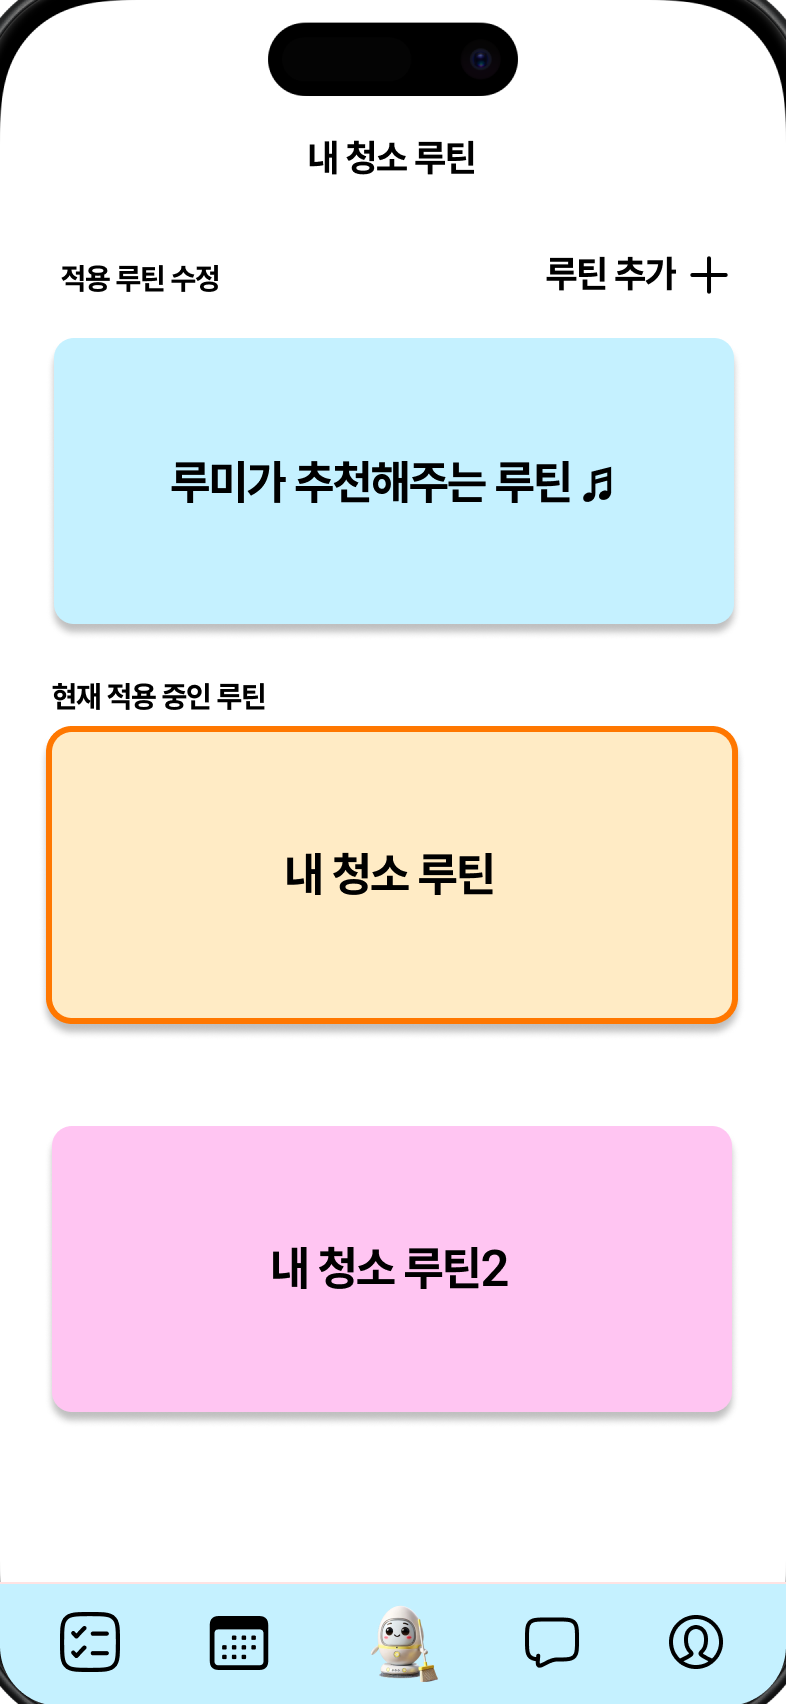 내 청소 루틴
적용 루틴 수정
루틴 추가
루미가 추천해주는 루틴 ♬
현재 적용 중인 루틴
내 청소 루틴
내 청소 루틴2